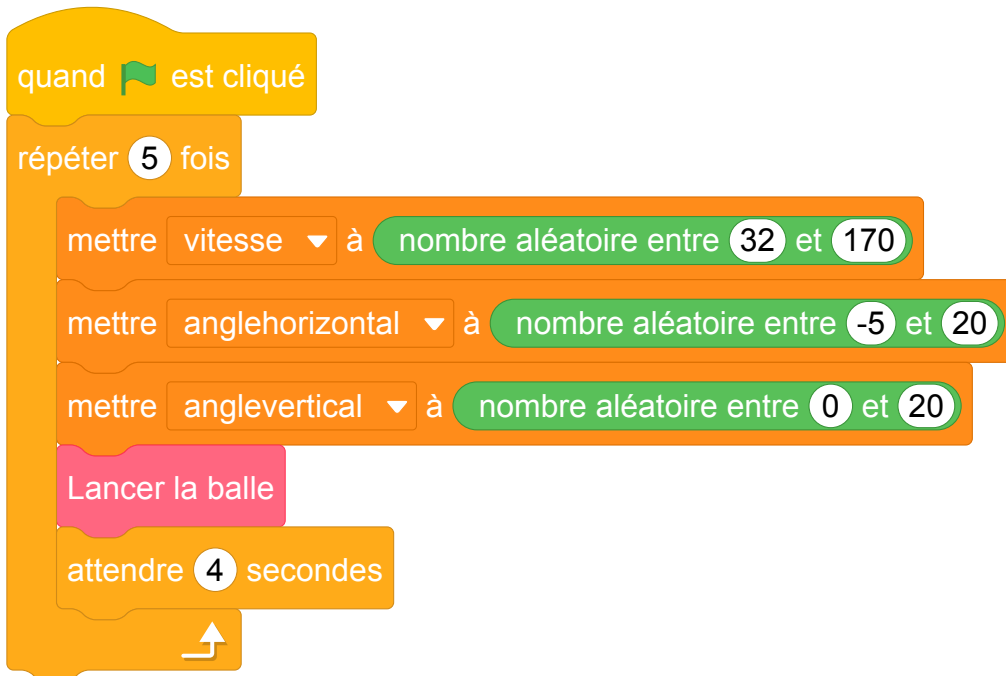 quand est cliqué
répéter 5 fois
mettre vitesse à nombre aléatoire entre 32 et 170
mettre anglehorizontal à nombre aléatoire entre -5 et 20
mettre anglevertical à nombre aléatoire entre 0 et 20
Lancer la balle
attendre 4 secondes